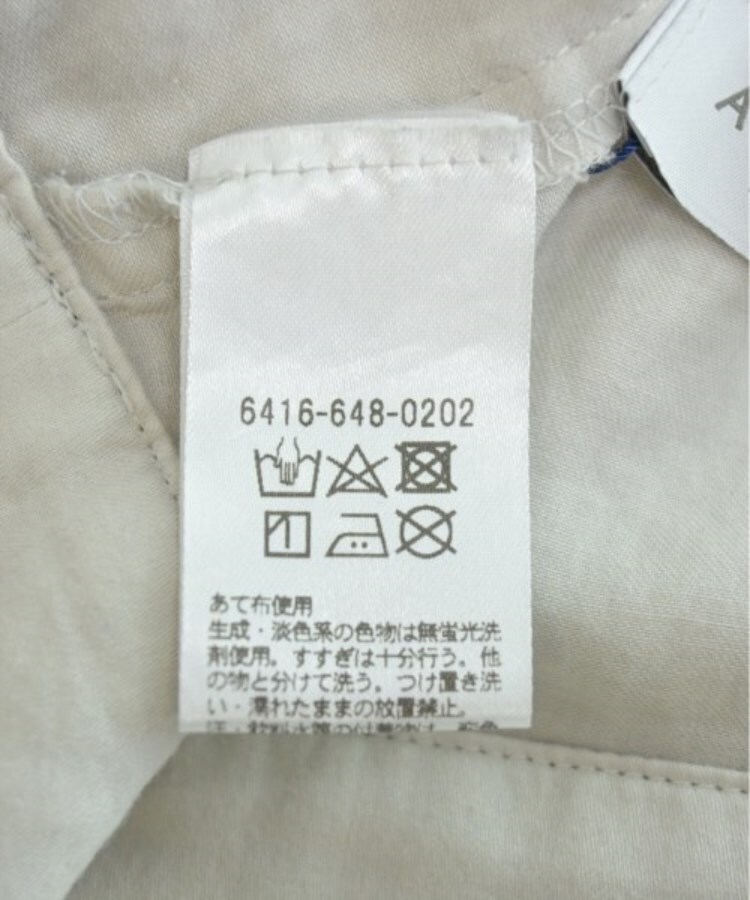 6416-648-0202
あて布使用
生成・淡色系の色物は無蛍光洗
剤使用。すすぎは十分行う。他
の物と分けて洗う。つけ置き洗
い・濡れたままの放置禁止。
A